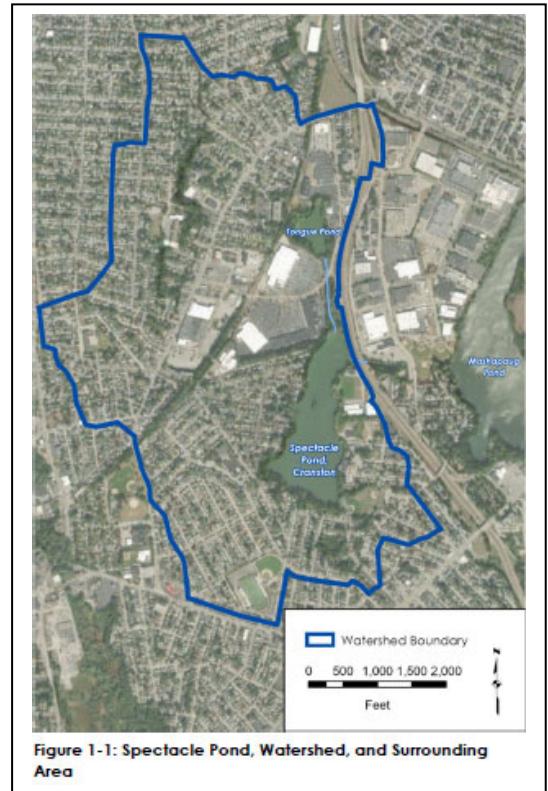 Tongue Pond
Mashapaug
Pond
Spectacle
Pond,
Cranston
Watershed Boundary
0 500 1,000 1,500 2,000
Feet
N
Figure 1-1: Spectacle Pond, Watershed, and Surrounding
Area